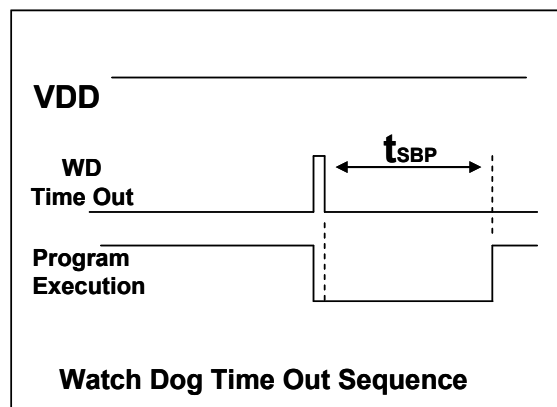 VDD
tSBP
WD
Time Out
Program
Execution
Watch Dog Time Out Sequence